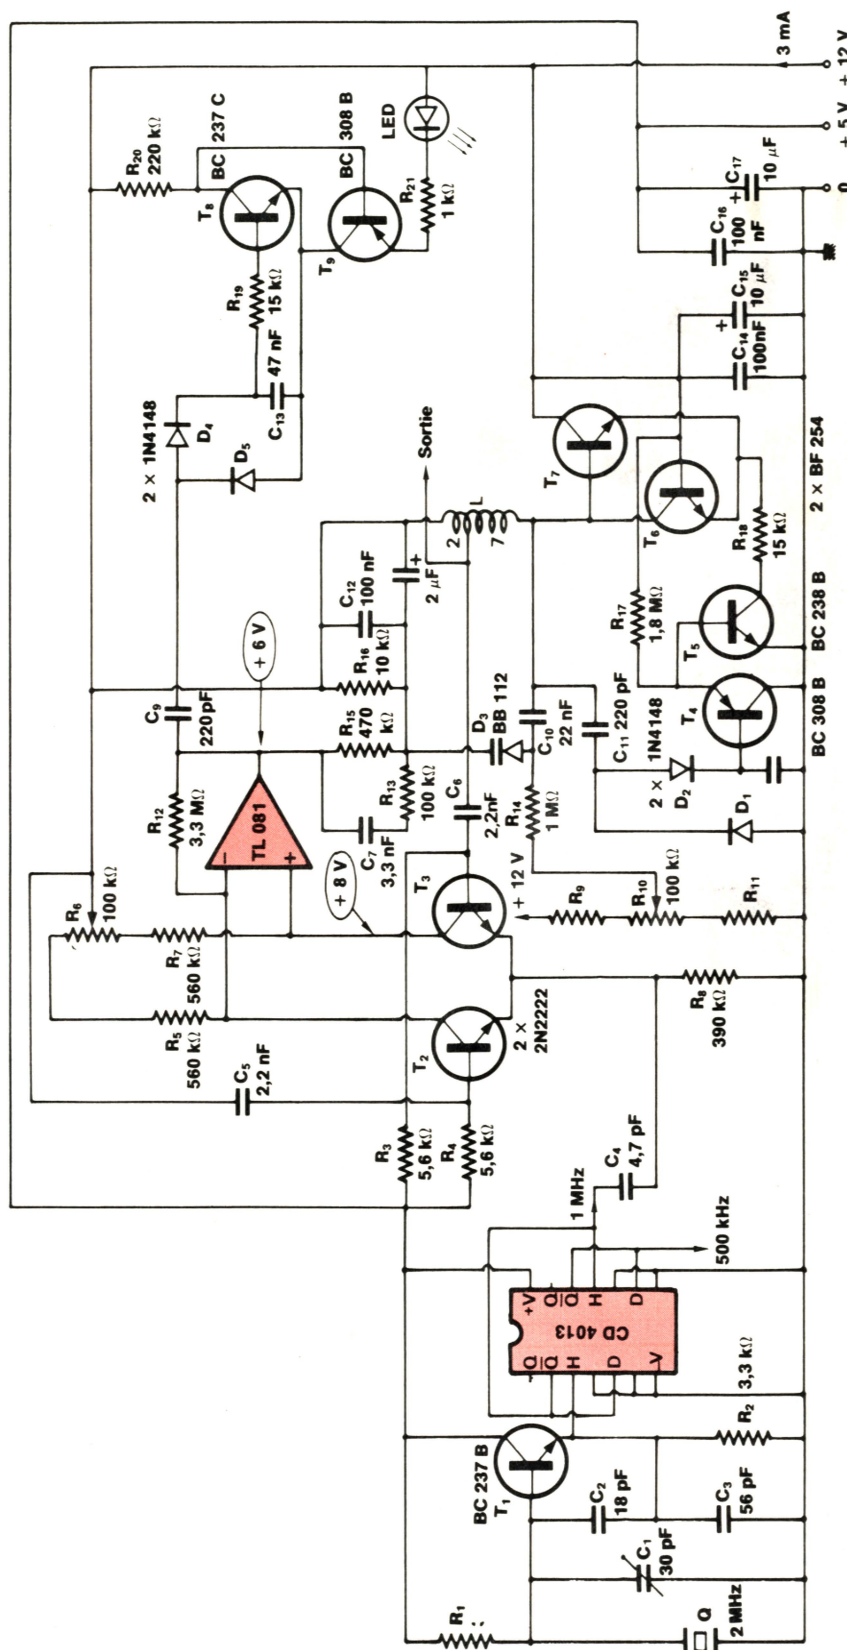 R₁
Q
2 MHz
C₁
30 pF
C₂
18 pF
C₃
56 pF
BC 237 B
T₁
R₂
3,3 kΩ
CD 4013
Q
Q̅
H
D
-V
+V
Q
Q̅
H
D
1 MHz
500 kHz
C₄
4,7 pF
R₃
5,6 kΩ
R₄
5,6 kΩ
C₅
2,2 nF
R₅
560 kΩ
R₆
100 kΩ
R₇
560 kΩ
T₂
2 ×
2N2222
T₃
R₈
390 kΩ
+ 8 V
TL 081
−
+
+ 6 V
R₁₂
3,3 MΩ
C₉
220 pF
C₇
3,3 nF
R₁₃
100 kΩ
R₁₅
470
kΩ
R₁₆
10 kΩ
C₁₂
100 nF
2 µF
+
C₆
2,2nF
D₃
BB 112
+ 12 V
R₉
R₁₀
100 kΩ
R₁₁
R₁₄
1 MΩ
C₁₀
22 nF
C₁₁ 220 pF
2 × 1N4148
D₂
D₁
Sortie
2
L
7
T₄
BC 308 B
T₅
BC 238 B
R₁₇
1,8 MΩ
R₁₈
15 kΩ
T₆
T₇
2 × BF 254
2 × 1N4148
D₄
D₅
C₁₃
47 nF
R₁₉
15 kΩ
R₂₀
220 kΩ
T₈
BC 237 C
T₉
BC 308 B
R₂₁
1 kΩ
LED
C₁₄
100nF
+
C₁₅
10 µF
C₁₆
100
nF
+
C₁₇
10 µF
3 mA
0
+ 5 V
+ 12 V